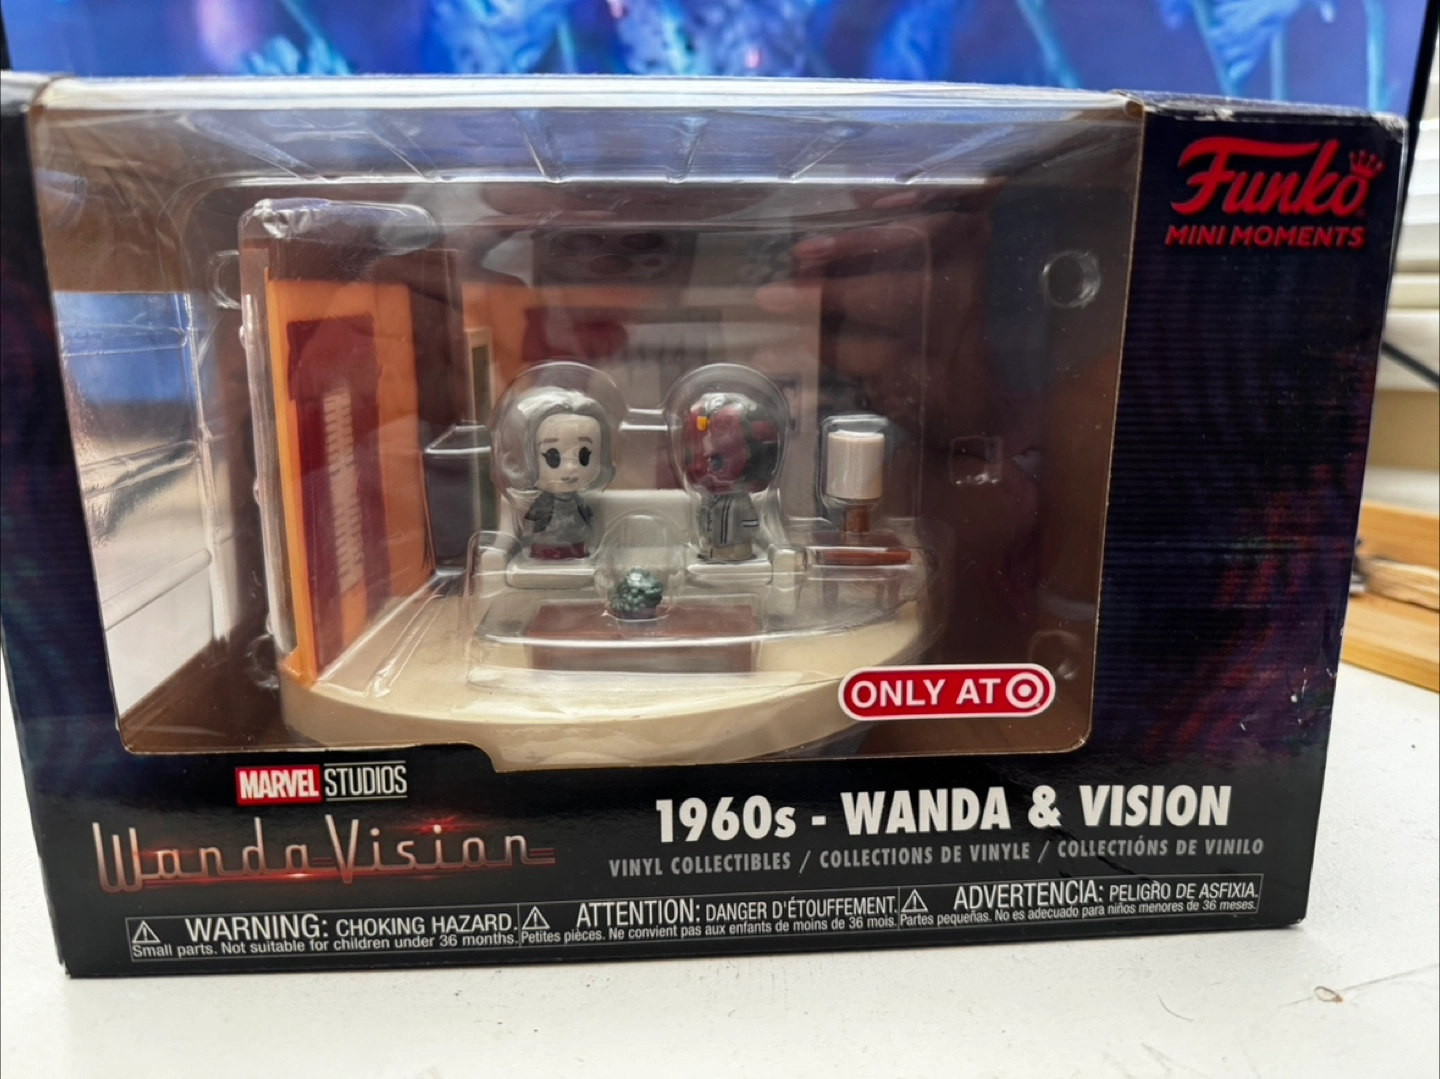 Funko
MINI MOMENTS
ONLY AT
MARVEL STUDIOS
WandaVision
1960s - WANDA & VISION
VINYL COLLECTIBLES / COLLECTIONS DE VINYLE / COLLECTIÓNS DE VINILO
WARNING: CHOKING HAZARD.
Small parts. Not suitable for children under 36 months.
ATTENTION: DANGER D'ÉTOUFFEMENT.
Petites pièces. Ne convient pas aux enfants de moins de 36 mois.
ADVERTENCIA: PELIGRO DE ASFIXIA.
Partes pequeñas. No es adecuado para niños menores de 36 meses.